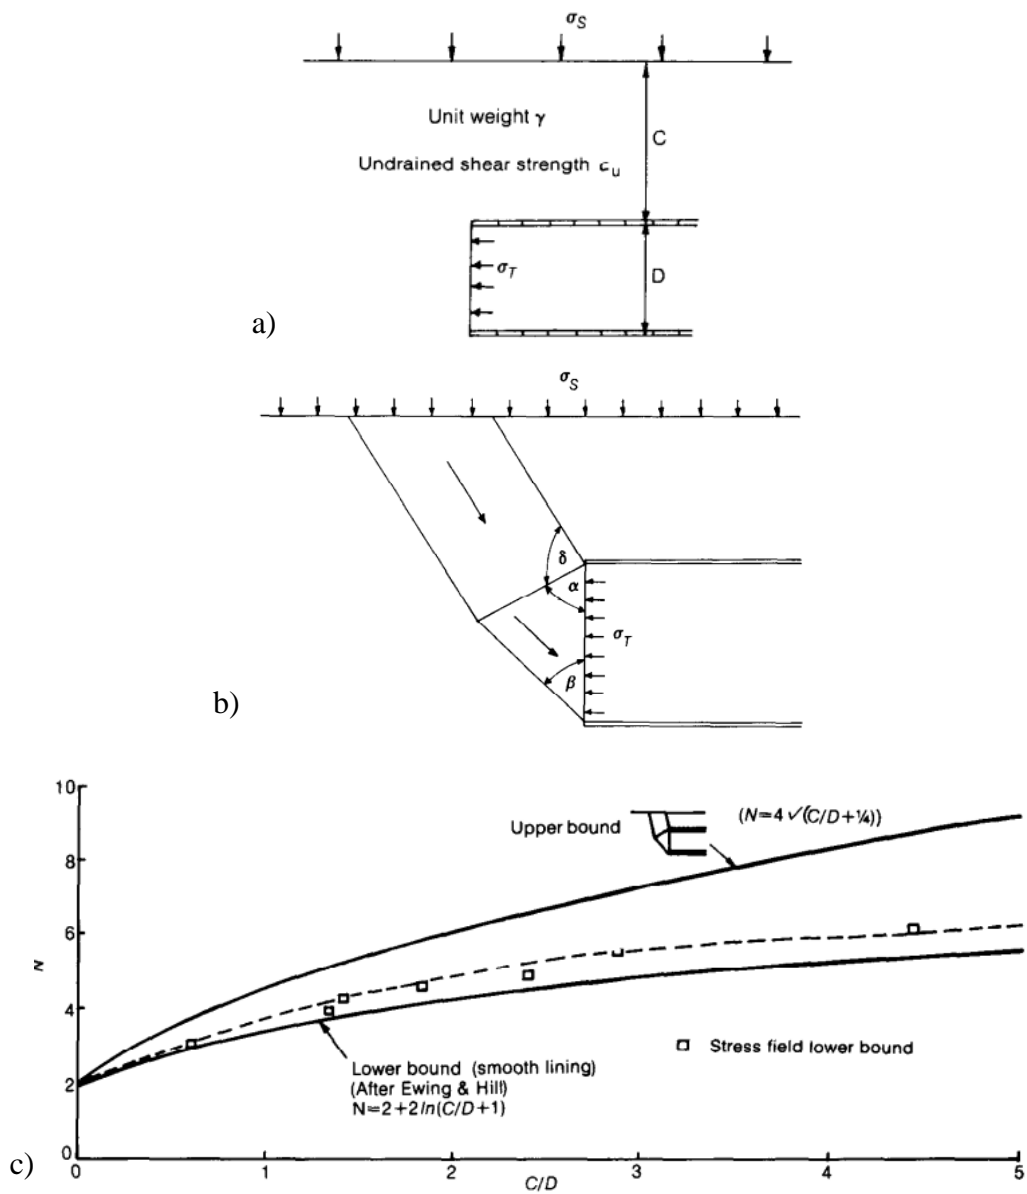 σS
Unit weight γ
C
Undrained shear strength cu
σT
D
a)
σS
δ
α
σT
β
b)
10
(N=4√(C/D+¼))
Upper bound
8
6
N
4
Stress field lower bound
Lower bound (smooth lining)
(After Ewing & Hill)
N=2+2ln(C/D+1)
2
0
c)
0
1
2
3
4
5
C/D